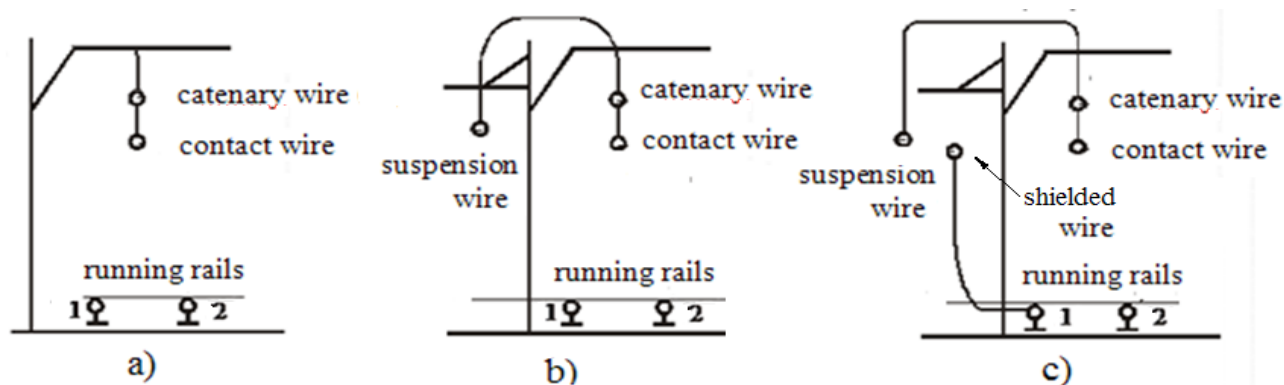 catenary wire
contact wire
running rails
1 2
a)
catenary wire
contact wire
suspension
wire
running rails
1 2
b)
catenary wire
contact wire
suspension
wire
shielded
wire
running rails
1 2
c)